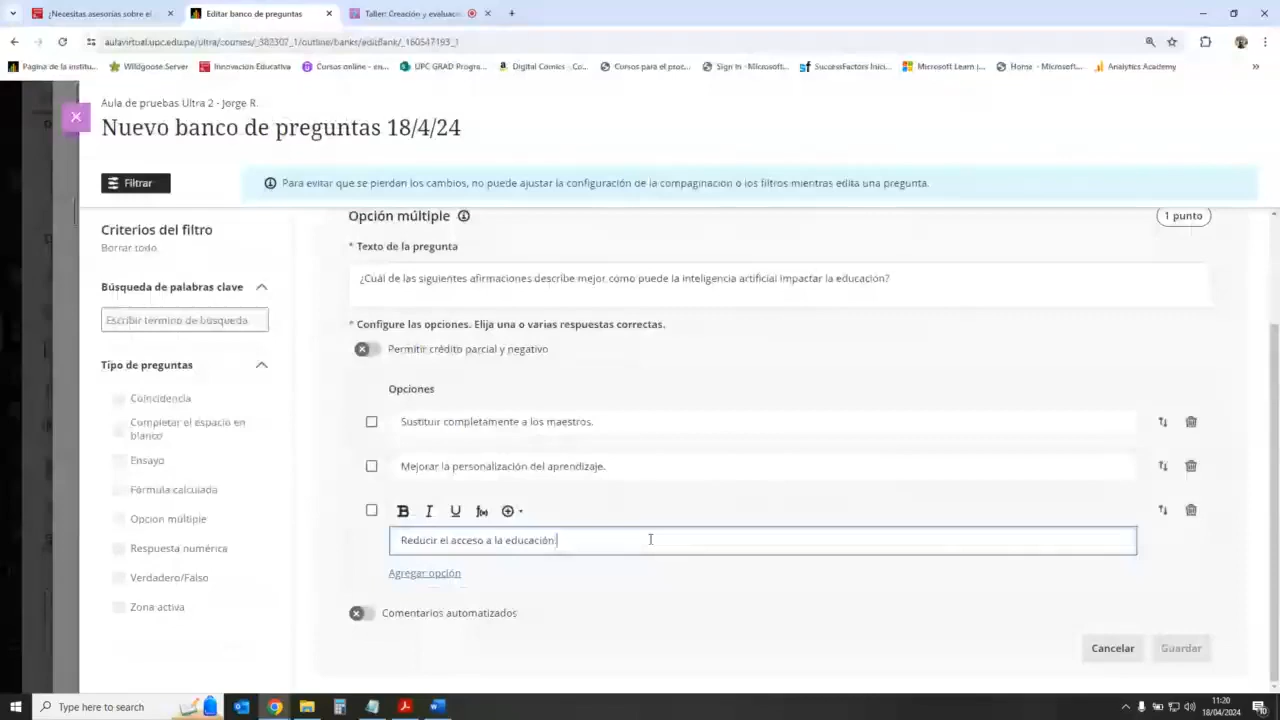 ¿Necesitas asesorías sobre el
Editar banco de preguntas
Taller: Creación y evaluac
aulavirtual.upc.edu.pe/ultra/courses/_382307_1/outline/banks/editBank/_160547193_1
Página de la institu...
Wildgoose Server
Innovación Educativa
Cursos online - en...
UPC GRAD Progra...
Digital Comics _Co...
Cursos para el proc...
Sign In - Microsoft...
SuccessFactors Inici...
Microsoft Learn |...
Home - Microsoft...
Analytics Academy
»
Aula de pruebas Ultra 2 - Jorge R.
Nuevo banco de preguntas 18/4/24
Filtrar
Para evitar que se pierdan los cambios, no puede ajustar la configuración de la compaginación o los filtros mientras edita una pregunta.
Criterios del filtro
Borrar todo
Búsqueda de palabras clave
Escribir término de búsqueda
Tipo de preguntas
Coincidencia
Completar el espacio en
blanco
Ensayo
Fórmula calculada
Opción múltiple
Respuesta numérica
Verdadero/Falso
Zona activa
Opción múltiple
1 punto
* Texto de la pregunta
¿Cuál de las siguientes afirmaciones describe mejor cómo puede la inteligencia artificial impactar la educación?
* Configure las opciones. Elija una o varias respuestas correctas.
Permitir crédito parcial y negativo
Opciones
Sustituir completamente a los maestros.
Mejorar la personalización del aprendizaje.
B I U
Reducir el acceso a la educación.
Agregar opción
Comentarios automatizados
Cancelar
Guardar
Type here to search
11:20
18/04/2024